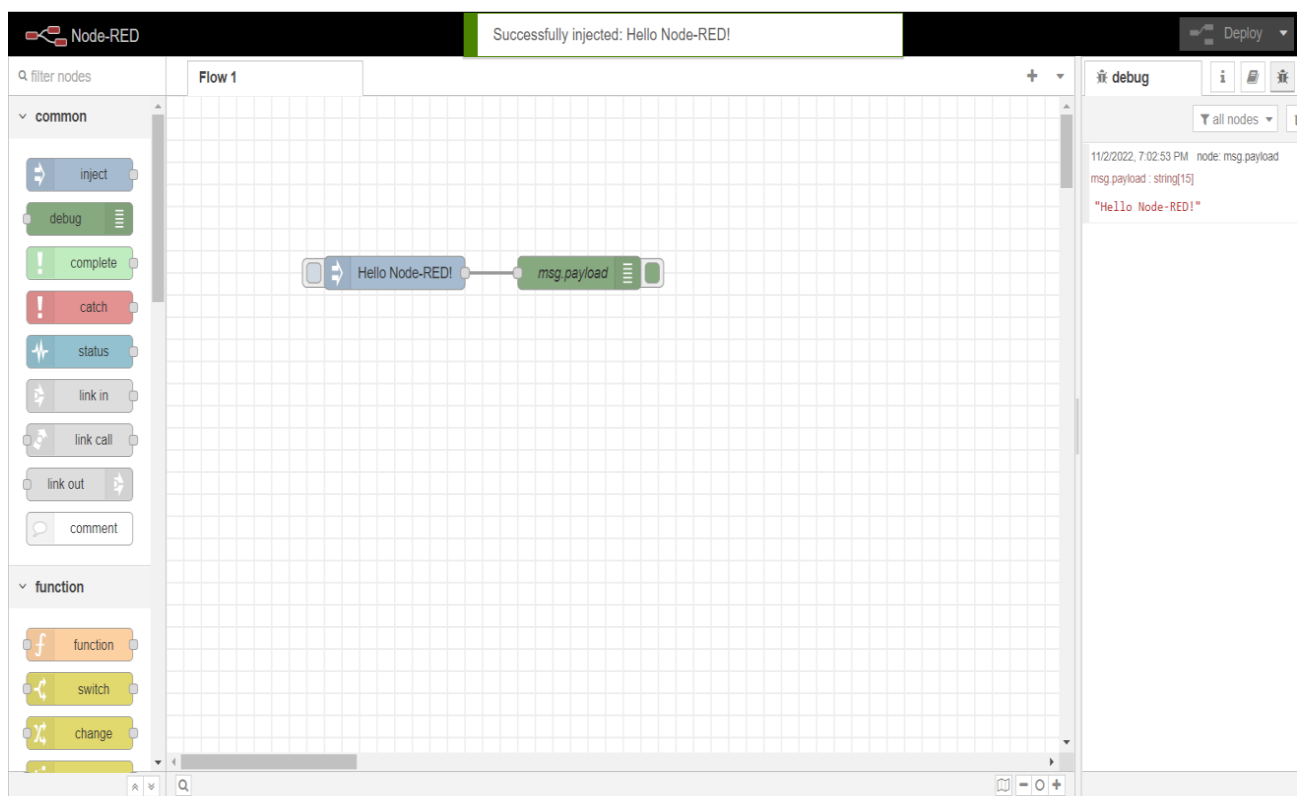 Node-RED
Successfully injected: Hello Node-RED!
Deploy
filter nodes
Flow 1
debug
i
all nodes
common
inject
debug
complete
catch
status
link in
link call
link out
comment
function
function
switch
change
Hello Node-RED!
msg.payload
11/2/2022, 7:02:53 PM node: msg.payload
msg.payload : string[15]
"Hello Node-RED!"